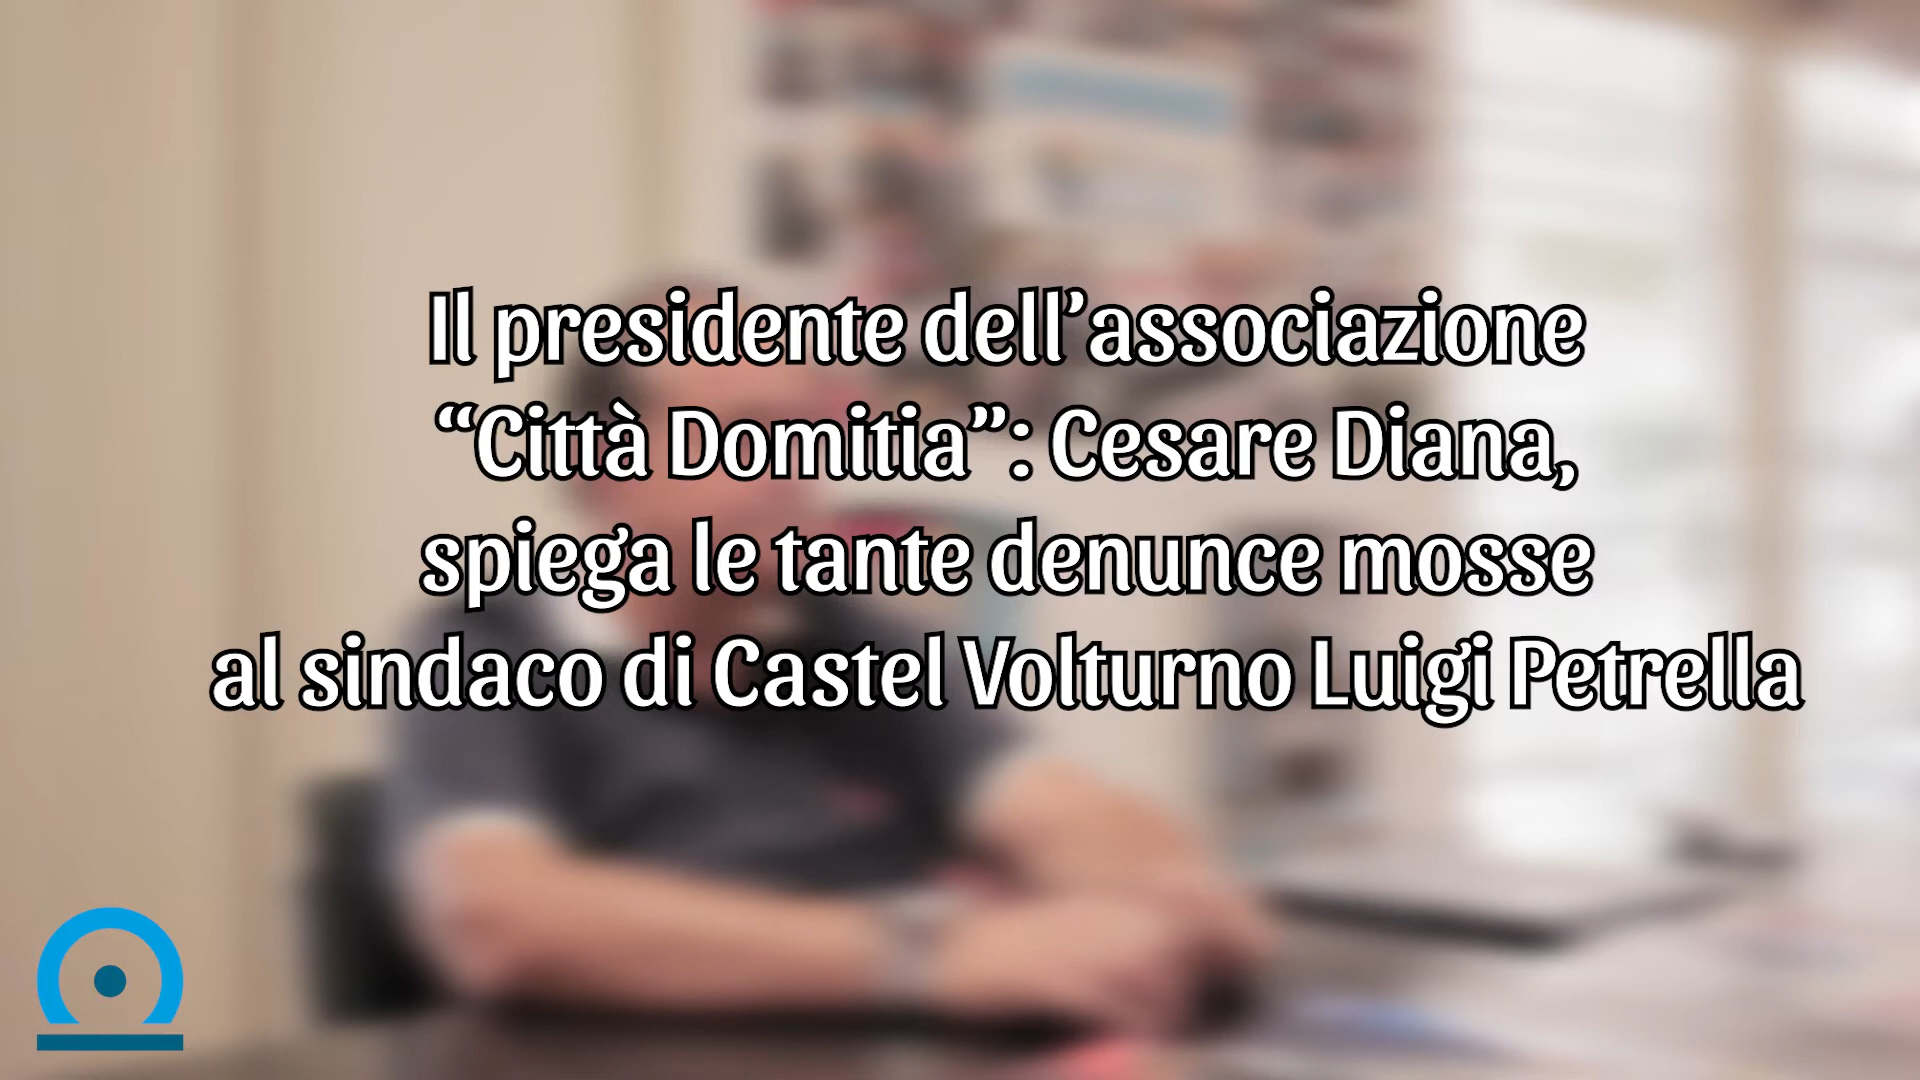 Il presidente dell’associazione
“Città Domitia”: Cesare Diana,
spiega le tante denunce mosse
al sindaco di Castel Volturno Luigi Petrella